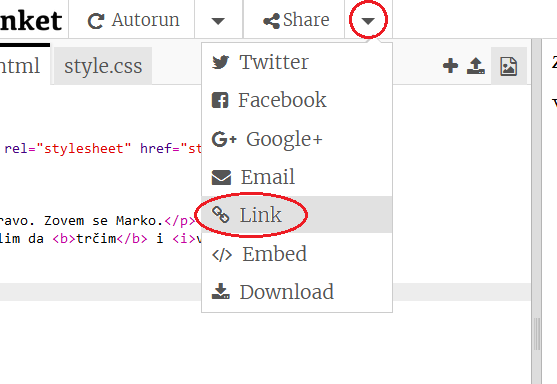 nket Autorun Share
html style.css
Twitter
Facebook
Google+
Email
rel="stylesheet" href="st
Link
ravo. Zovem se Marko.</p>
lim da <b>trčim</b> i <i>v
Embed
Download